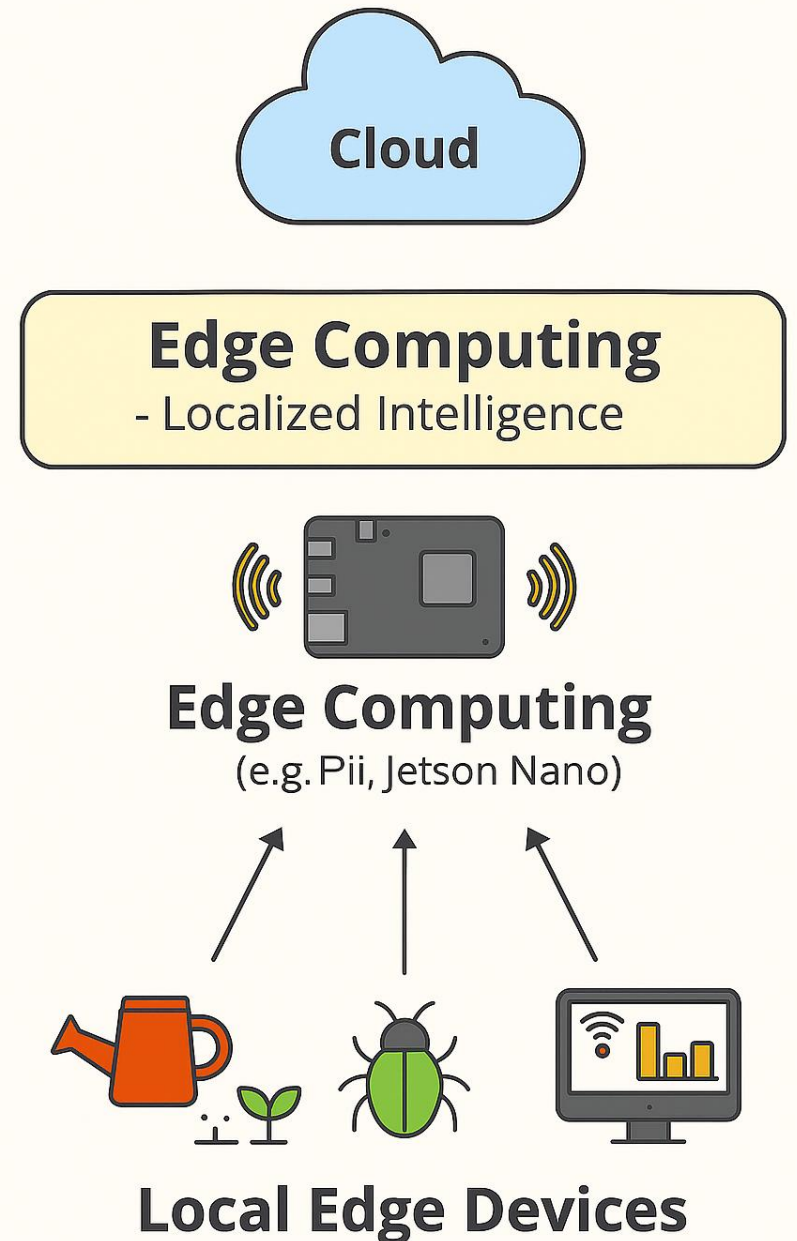 Cloud
Edge Computing
- Localized Intelligence
Edge Computing
(e.g. Pii, Jetson Nano)
Local Edge Devices